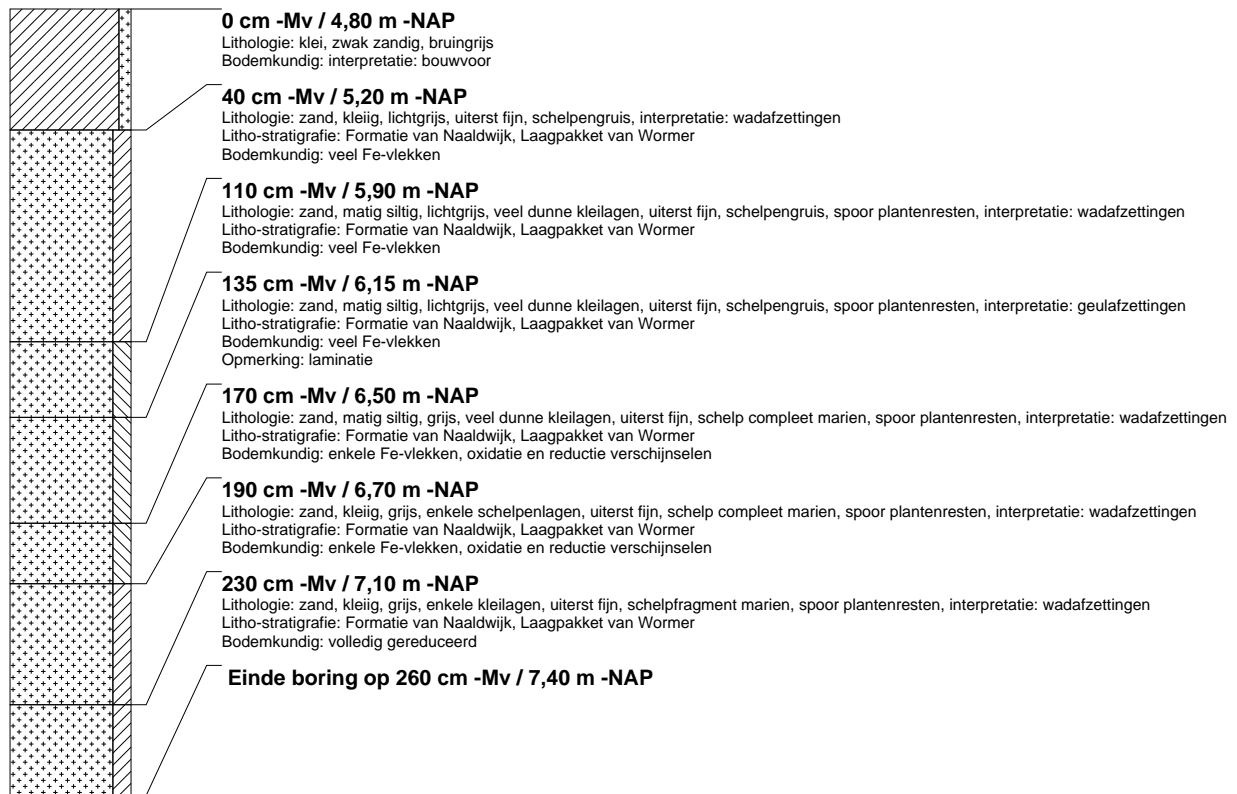 0 cm -Mv / 4,80 m -NAP
Lithologie: klei, zwak zandig, bruingrijs
Bodemkundig: interpretatie: bouwvoor
40 cm -Mv / 5,20 m -NAP
Lithologie: zand, kleiig, lichtgrijs, uiterst fijn, schelpengruis, interpretatie: wadafzettingen
Litho-stratigrafie: Formatie van Naaldwijk, Laagpakket van Wormer
Bodemkundig: veel Fe-vlekken
110 cm -Mv / 5,90 m -NAP
Lithologie: zand, matig siltig, lichtgrijs, veel dunne kleilagen, uiterst fijn, schelpengruis, spoor plantenresten, interpretatie: wadafzettingen
Litho-stratigrafie: Formatie van Naaldwijk, Laagpakket van Wormer
Bodemkundig: veel Fe-vlekken
135 cm -Mv / 6,15 m -NAP
Lithologie: zand, matig siltig, lichtgrijs, veel dunne kleilagen, uiterst fijn, schelpengruis, spoor plantenresten, interpretatie: geulafzettingen
Litho-stratigrafie: Formatie van Naaldwijk, Laagpakket van Wormer
Bodemkundig: veel Fe-vlekken
Opmerking: laminatie
170 cm -Mv / 6,50 m -NAP
Lithologie: zand, matig siltig, grijs, veel dunne kleilagen, uiterst fijn, schelp compleet marien, spoor plantenresten, interpretatie: wadafzettingen
Litho-stratigrafie: Formatie van Naaldwijk, Laagpakket van Wormer
Bodemkundig: enkele Fe-vlekken, oxidatie en reductie verschijnselen
190 cm -Mv / 6,70 m -NAP
Lithologie: zand, kleiig, grijs, enkele schelpenlagen, uiterst fijn, schelp compleet marien, spoor plantenresten, interpretatie: wadafzettingen
Litho-stratigrafie: Formatie van Naaldwijk, Laagpakket van Wormer
Bodemkundig: enkele Fe-vlekken, oxidatie en reductie verschijnselen
230 cm -Mv / 7,10 m -NAP
Lithologie: zand, kleiig, grijs, enkele kleilagen, uiterst fijn, schelpfragment marien, spoor plantenresten, interpretatie: wadafzettingen
Litho-stratigrafie: Formatie van Naaldwijk, Laagpakket van Wormer
Bodemkundig: volledig gereduceerd
Einde boring op 260 cm -Mv / 7,40 m -NAP